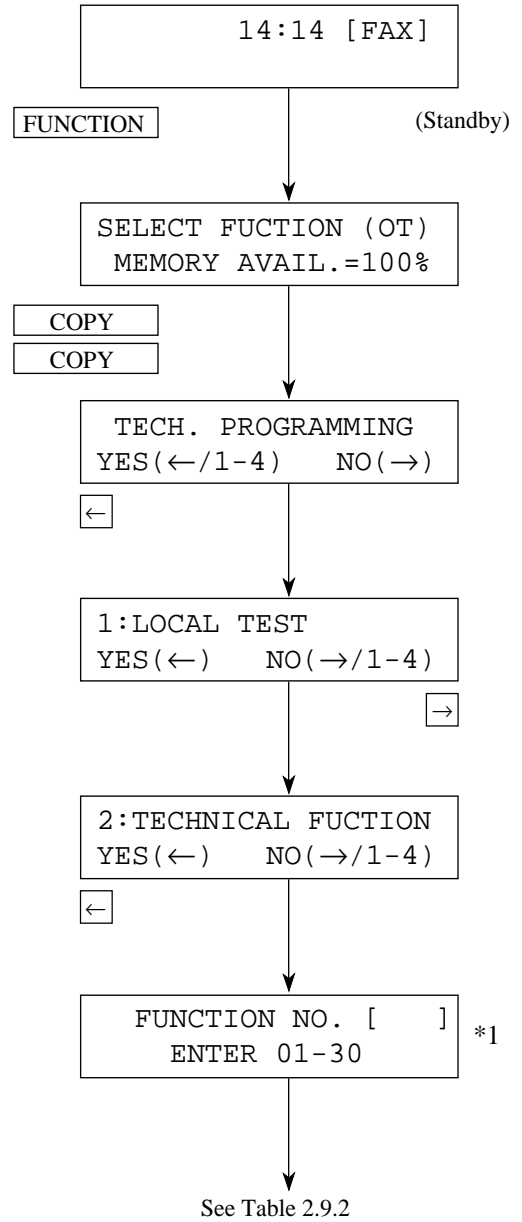 14:14 [FAX]
FUNCTION
(Standby)
SELECT FUCTION (OT)
MEMORY AVAIL.=100%
COPY
COPY
TECH. PROGRAMMING
YES(←/1-4) NO(→)
←
1:LOCAL TEST
YES(←) NO(→/1-4)
→
2:TECHNICAL FUCTION
YES(←) NO(→/1-4)
←
FUNCTION NO. [ ]
ENTER 01-30
*1
See Table 2.9.2